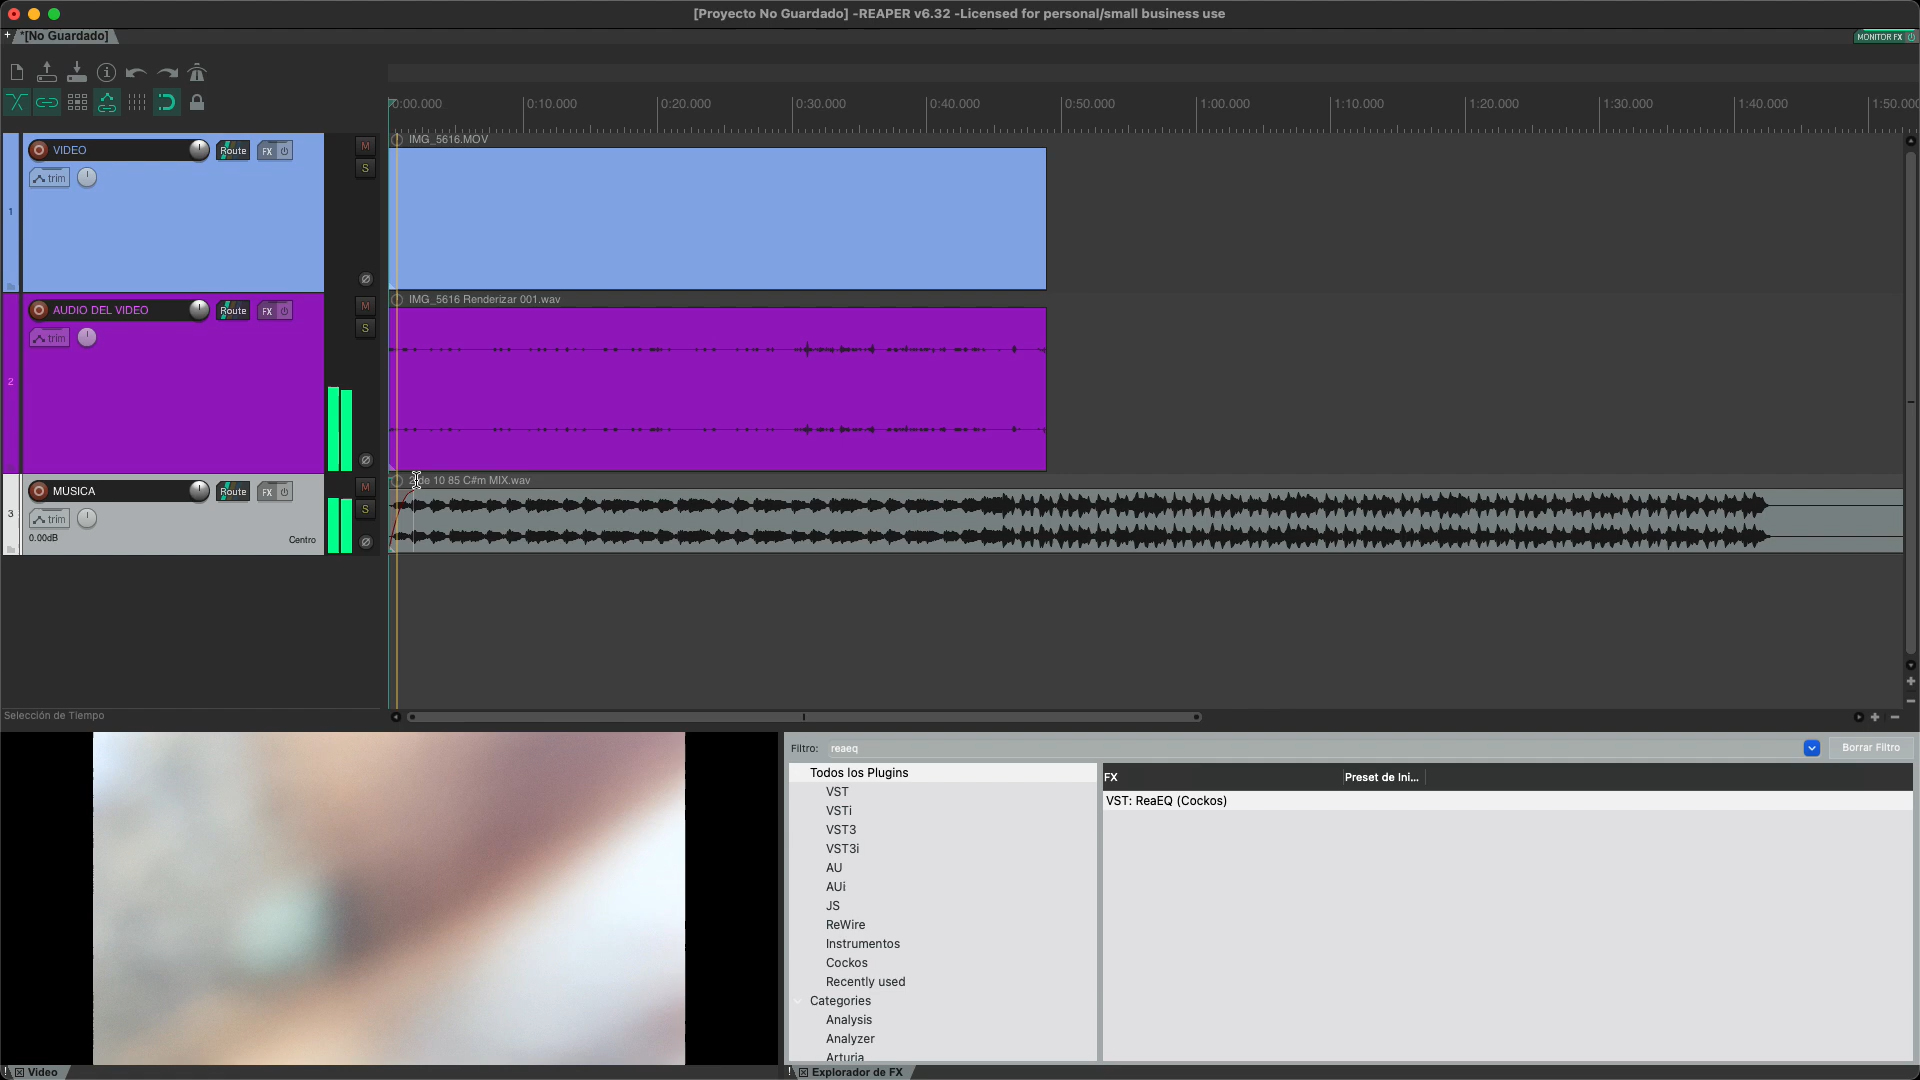 [Proyecto No Guardado] -REAPER v6.32 -Licensed for personal/small business use
+ *[No Guardado]
MONITOR FX
0:00.000 0:10.000 0:20.000 0:30.000 0:40.000 0:50.000 1:00.000 1:10.000 1:20.000 1:30.000 1:40.000 1:50.000
1
VIDEO
Route
FX
M
S
trim
IMG_5616.MOV
2
AUDIO DEL VIDEO
Route
FX
M
S
trim
IMG_5616 Renderizar 001.wav
3
MUSICA
Route
FX
M
S
trim
0.00dB
Centro
de 10 85 C#m MIX.wav
Selección de Tiempo
Filtro: reaeq
Borrar Filtro
Todos los Plugins
VST
VSTi
VST3
VST3i
AU
AUi
JS
ReWire
Instrumentos
Cockos
Recently used
Categories
Analysis
Analyzer
Arturia
FX
Preset de Ini...
VST: ReaEQ (Cockos)
! Video
! Explorador de FX